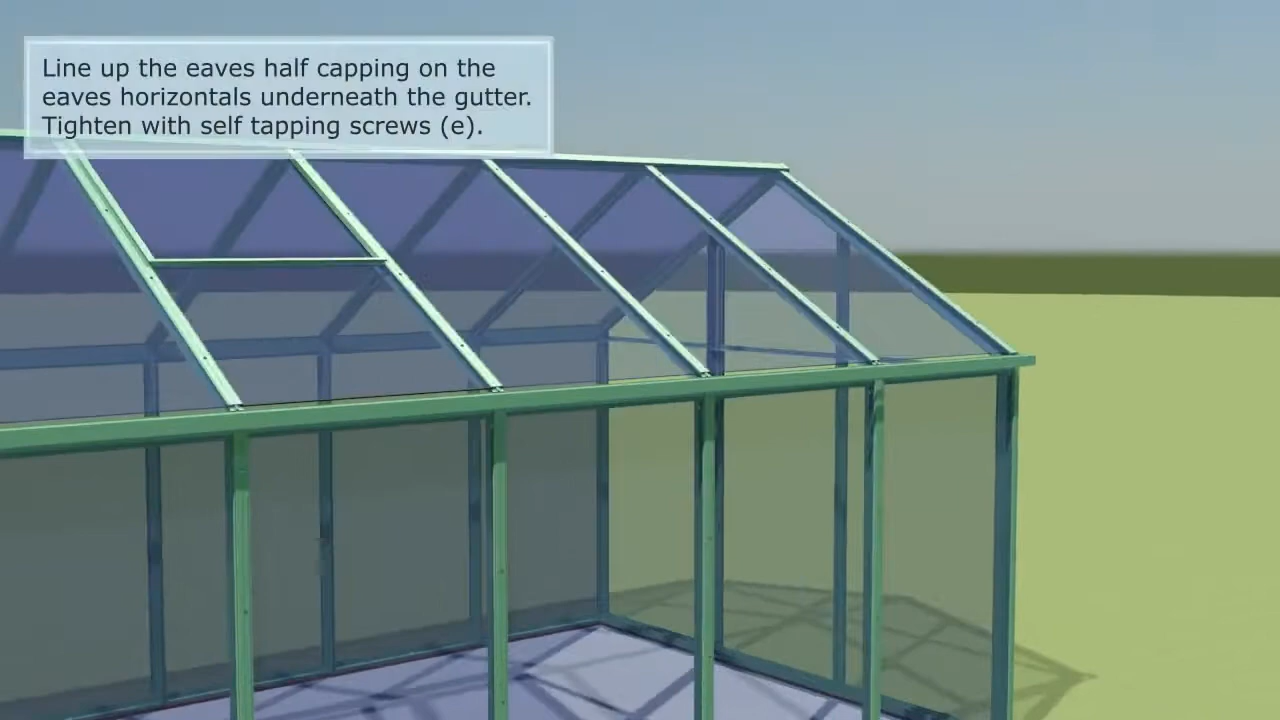 Line up the eaves half capping on the
eaves horizontals underneath the gutter.
Tighten with self tapping screws (e).